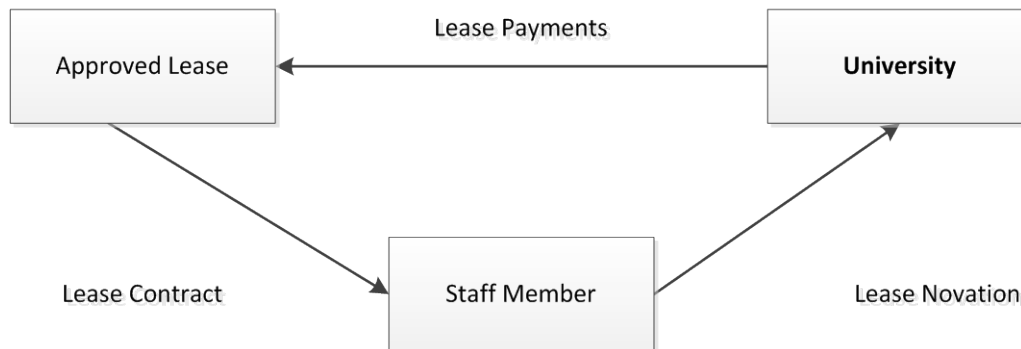 Lease Payments
Approved Lease
University
Lease Contract
Staff Member
Lease Novation